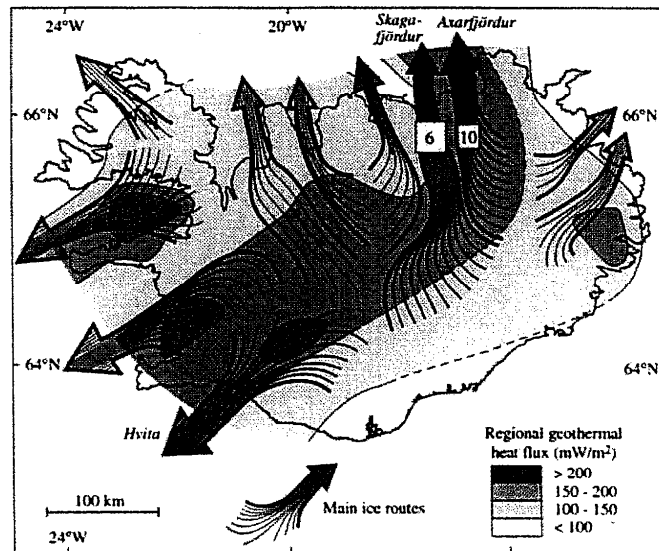 24°W
20°W
Skaga-
fjördur
Axarfjördur
66°N
6
10
66°N
64°N
64°N
Hvita
Regional geothermal
heat flux (mW/m²)
> 200
150 - 200
100 - 150
< 100
Main ice routes
100 km
24°W